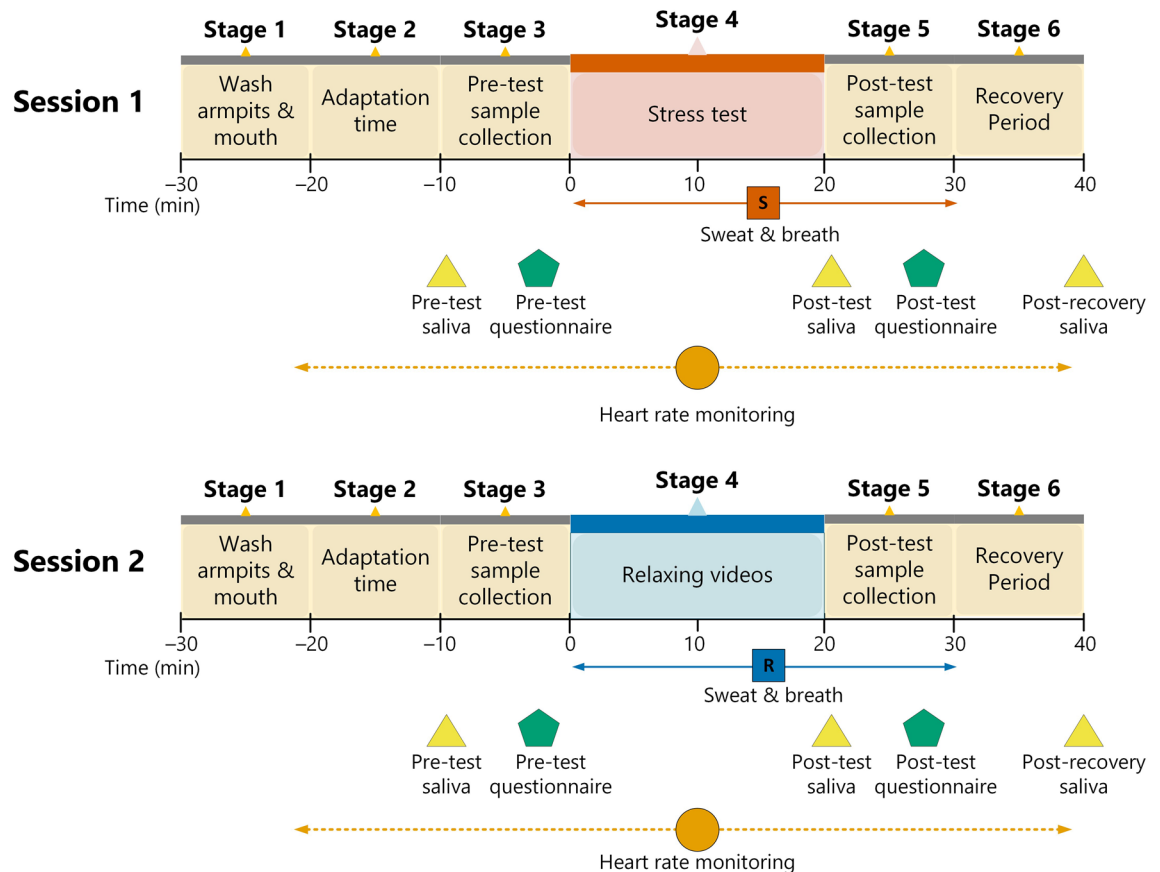 Stage 1 Stage 2 Stage 3 Stage 4 Stage 5 Stage 6
Session 1
Wash
armpits &
mouth
Adaptation
time
Pre-test
sample
collection
Stress test
Post-test
sample
collection
Recovery
Period
–30 –20 –10 0 10 20 30 40
Time (min)
S
Sweat & breath
Pre-test
saliva
Pre-test
questionnaire
Post-test
saliva
Post-test
questionnaire
Post-recovery
saliva
Heart rate monitoring
Stage 1 Stage 2 Stage 3 Stage 4 Stage 5 Stage 6
Session 2
Wash
armpits &
mouth
Adaptation
time
Pre-test
sample
collection
Relaxing videos
Post-test
sample
collection
Recovery
Period
–30 –20 –10 0 10 20 30 40
Time (min)
R
Sweat & breath
Pre-test
saliva
Pre-test
questionnaire
Post-test
saliva
Post-test
questionnaire
Post-recovery
saliva
Heart rate monitoring